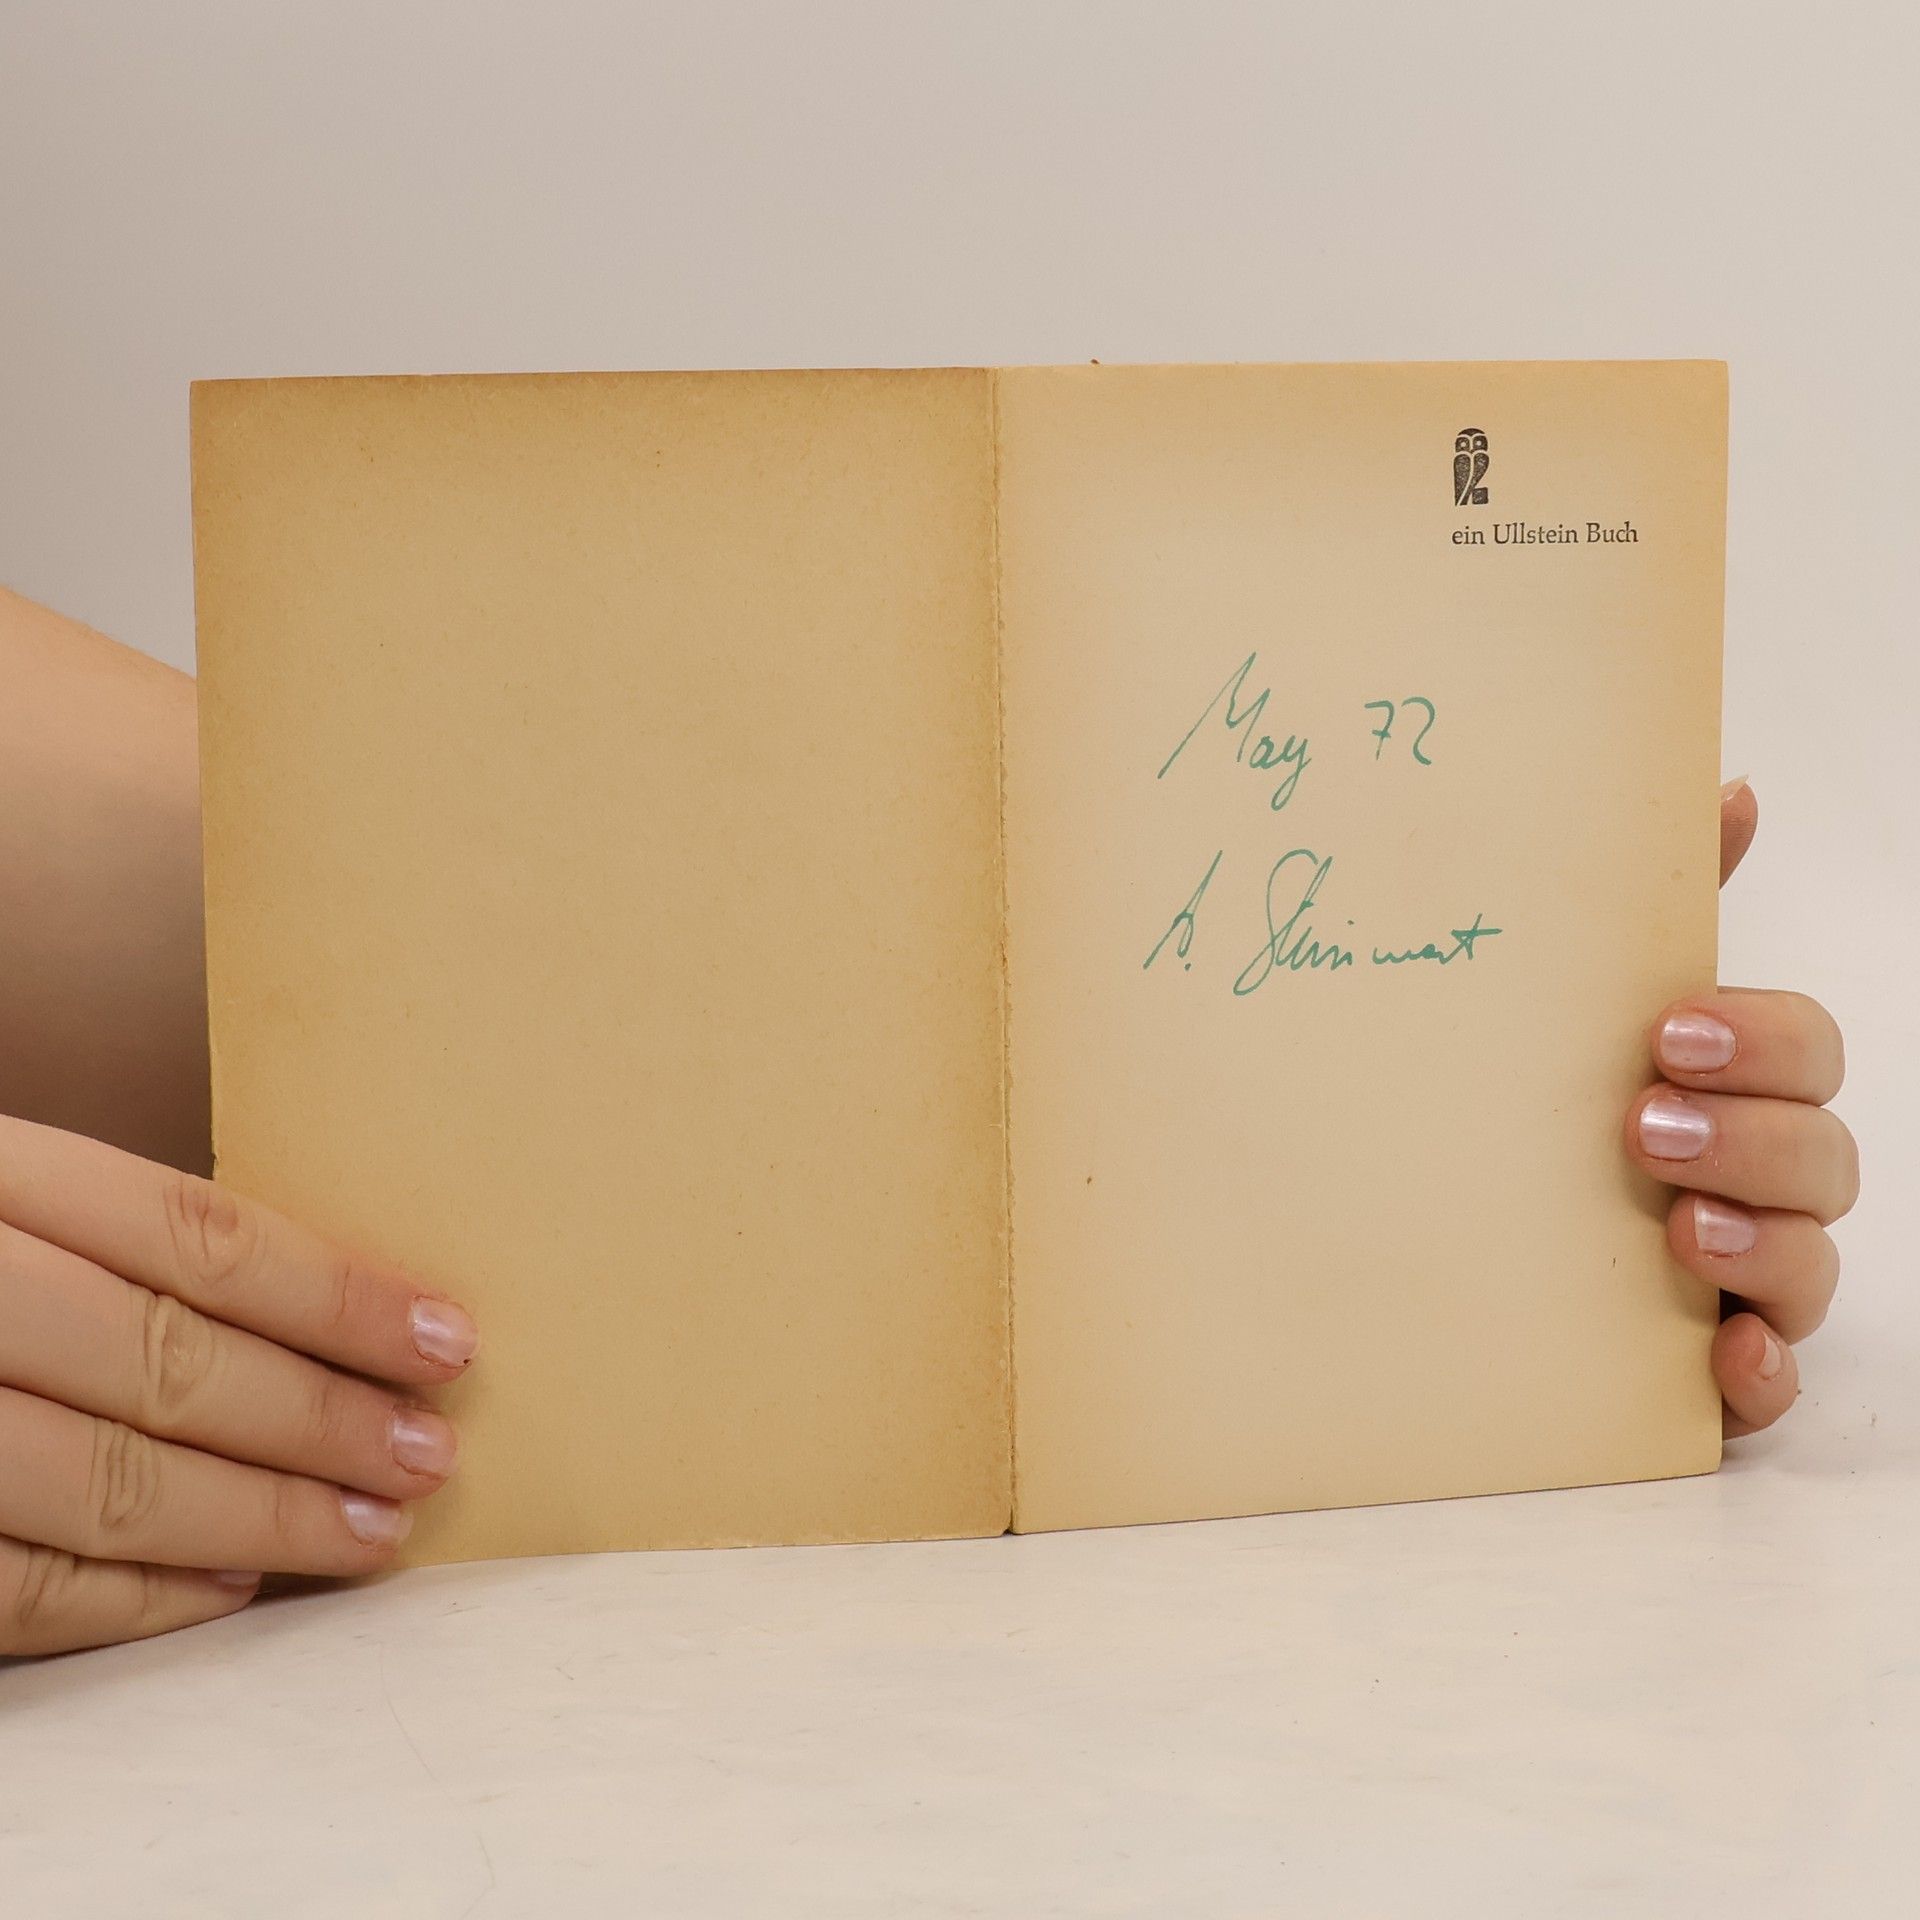 ein Ullstein Buch
May 72
A.